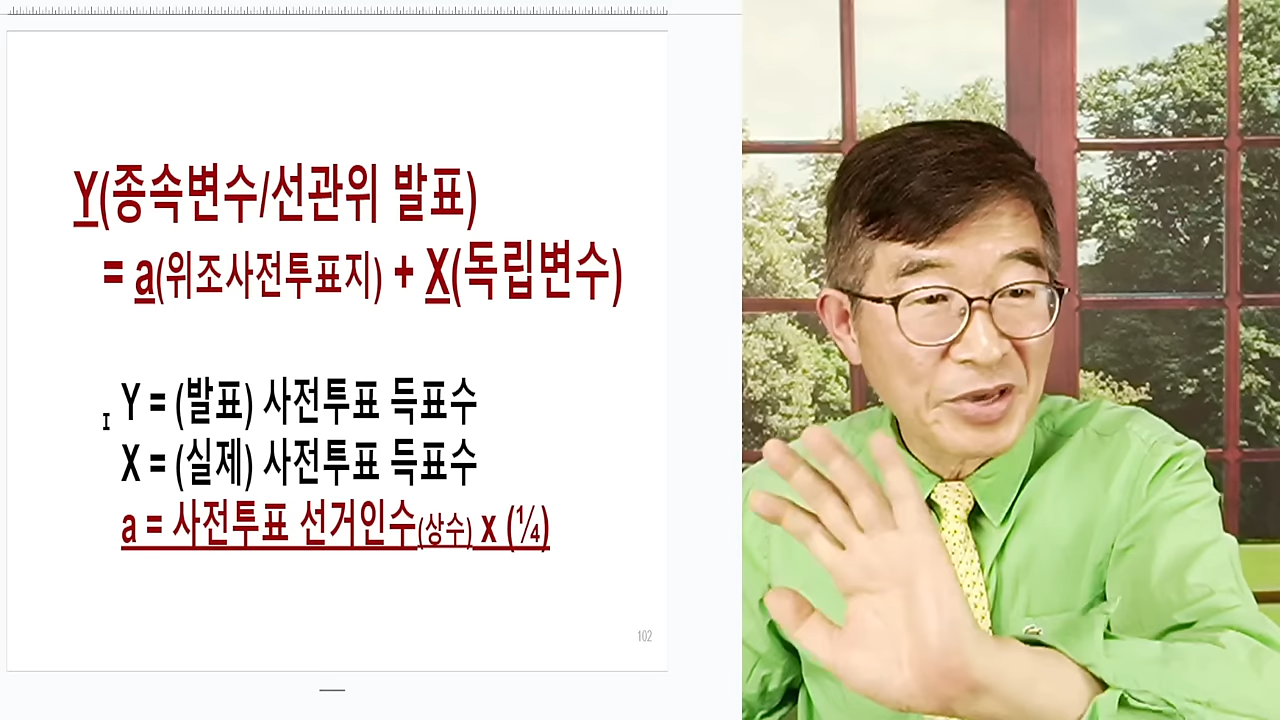 Y(종속변수/선관위 발표)
= a(위조사전투표지) + X(독립변수)
Y = (발표) 사전투표 득표수
X = (실제) 사전투표 득표수
a = 사전투표 선거인수(상수) x (¼)
102